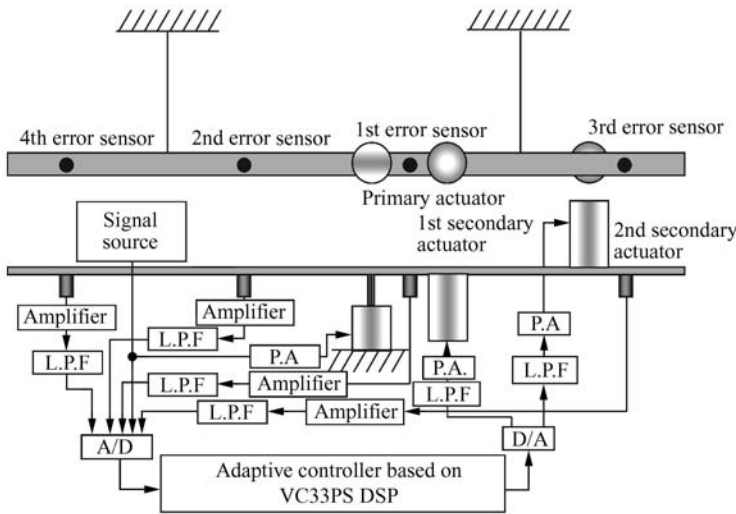 4th error sensor
2nd error sensor
1st error sensor
3rd error sensor
Primary actuator
Signal
source
1st secondary
actuator
2nd secondary
actuator
Amplifier
Amplifier
L.P.F
P.A
L.P.F
P.A
P.A.
L.P.F
L.P.F
Amplifier
L.P.F
L.P.F
Amplifier
A/D
D/A
Adaptive controller based on
VC33PS DSP